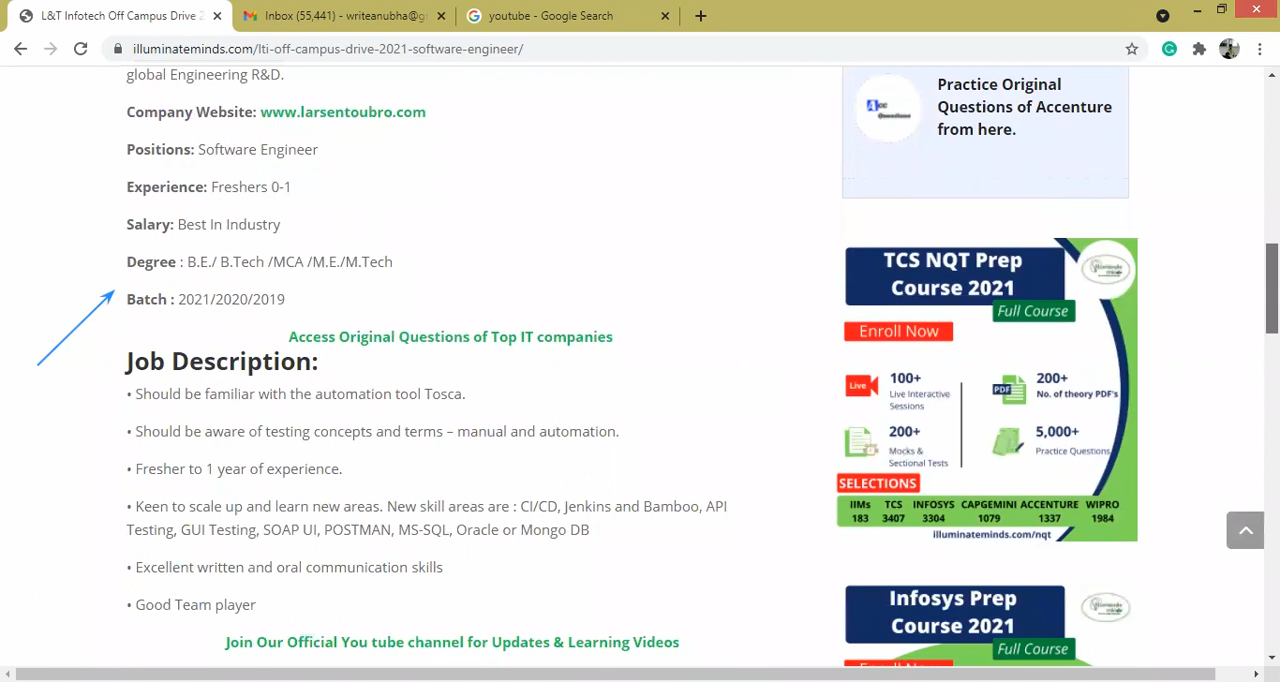 L&T Infotech Off Campus Drive 2
Inbox (55,441) - writeanubha@g
youtube - Google Search
illuminateminds.com/lti-off-campus-drive-2021-software-engineer/
global Engineering R&D.
Company Website: www.larsentoubro.com
Positions: Software Engineer
Experience: Freshers 0-1
Salary: Best In Industry
Degree : B.E./ B.Tech /MCA /M.E./M.Tech
Batch : 2021/2020/2019
Access Original Questions of Top IT companies
Job Description:
• Should be familiar with the automation tool Tosca.
• Should be aware of testing concepts and terms – manual and automation.
• Fresher to 1 year of experience.
• Keen to scale up and learn new areas. New skill areas are : CI/CD, Jenkins and Bamboo, API
Testing, GUI Testing, SOAP UI, POSTMAN, MS-SQL, Oracle or Mongo DB
• Excellent written and oral communication skills
• Good Team player
Join Our Official You tube channel for Updates & Learning Videos
Acc
Questions
Practice Original
Questions of Accenture
from here.
TCS NQT Prep
Course 2021
Full Course
Enroll Now
Live
100+
Live Interactive
Sessions
PDF
200+
No. of theory PDF's
200+
Mocks &
Sectional Tests
5,000+
Practice Questions
SELECTIONS
IIMs TCS INFOSYS CAPGEMINI ACCENTURE WIPRO
183 3407 3304 1079 1337 1984
illuminateminds.com/nqt
Infosys Prep
Course 2021
Full Course
Enroll Now